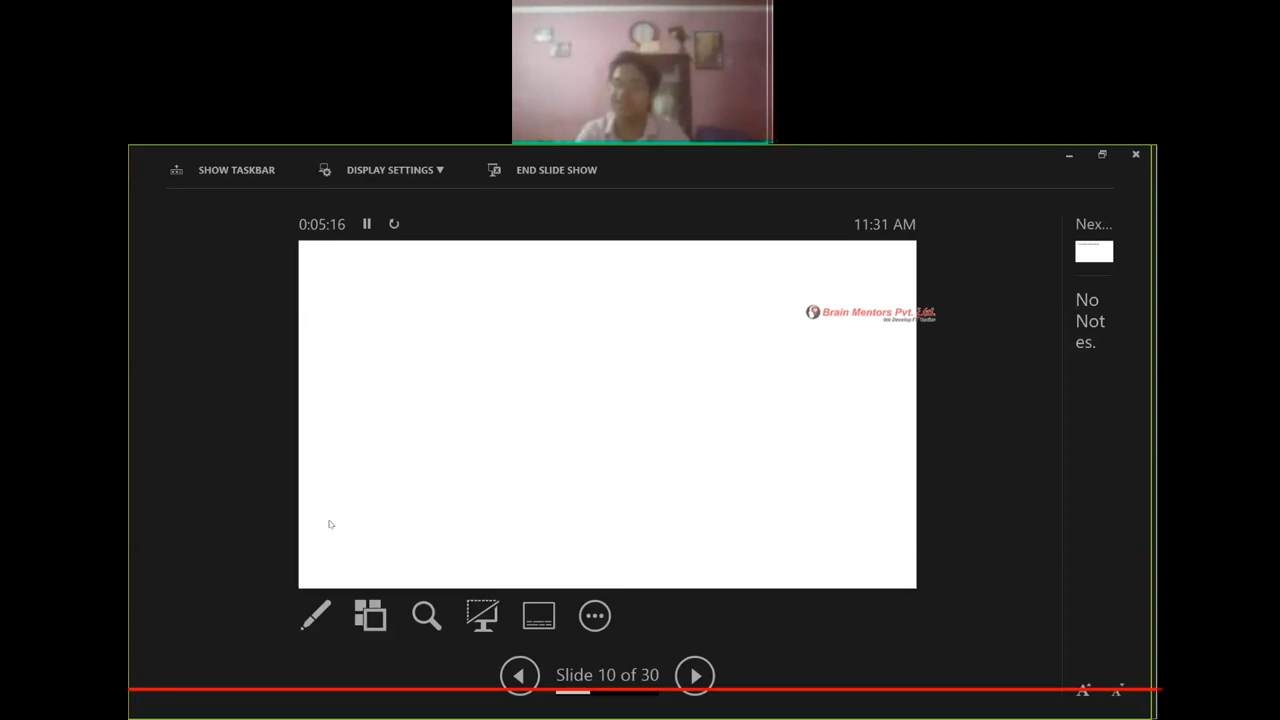 SHOW TASKBAR
DISPLAY SETTINGS ▼
END SLIDE SHOW
0:05:16
11:31 AM
Nex...
Brain Mentors Pvt. Ltd.
No
Not
es.
Slide 10 of 30
A
A